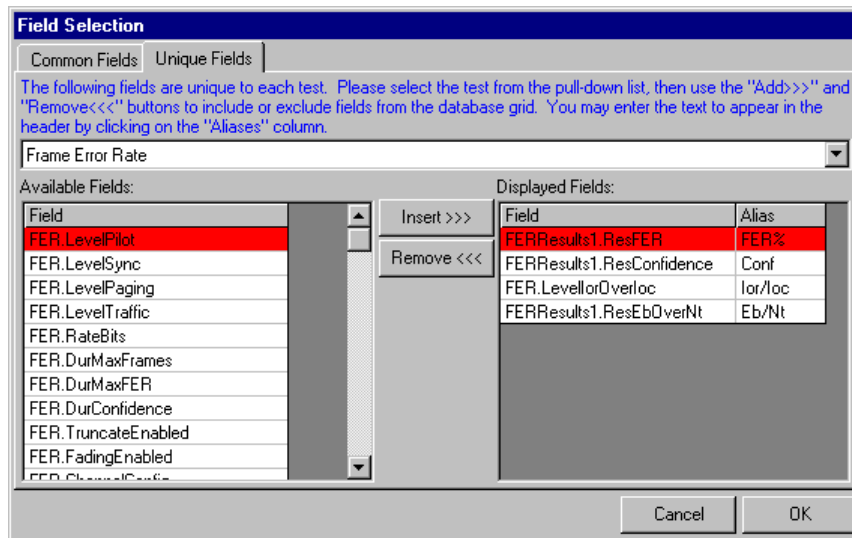 Field Selection
Common Fields
Unique Fields
The following fields are unique to each test. Please select the test from the pull-down list, then use the "Add>>>" and
"Remove<<<" buttons to include or exclude fields from the database grid. You may enter the text to appear in the
header by clicking on the "Aliases" column.
Frame Error Rate
Available Fields:
Field
FER.LevelPilot
FER.LevelSync
FER.LevelPaging
FER.LevelTraffic
FER.RateBits
FER.DurMaxFrames
FER.DurMaxFER
FER.DurConfidence
FER.TruncateEnabled
FER.FadingEnabled
FER.ChannelConfig
Insert >>>
Remove <<<
Displayed Fields:
Field Alias
FERResults1.ResFER FER%
FERResults1.ResConfidence Conf
FER.LevelIorOverIoc Ior/Ioc
FERResults1.ResEbOverNt Eb/Nt
Cancel
OK